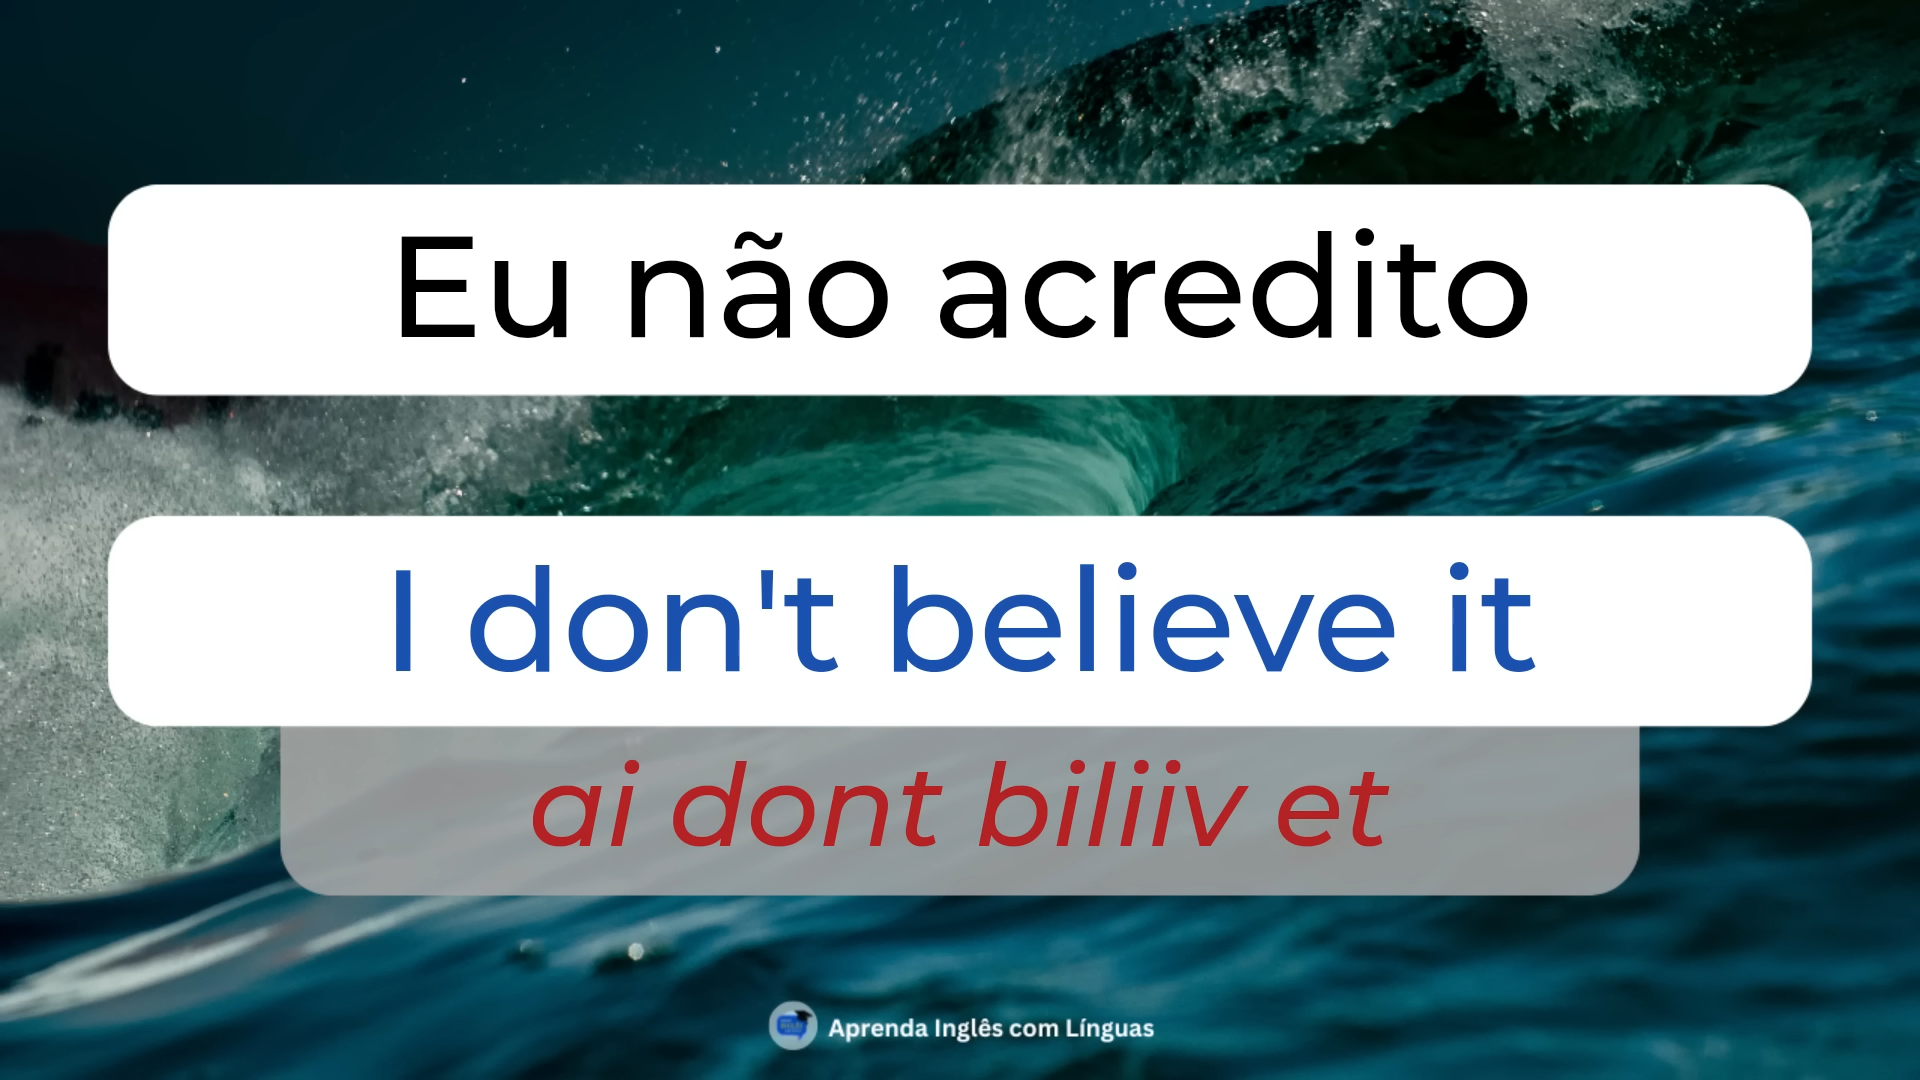 Eu não acredito
I don't believe it
ai dont biliiv et
Aprenda Inglês com Línguas